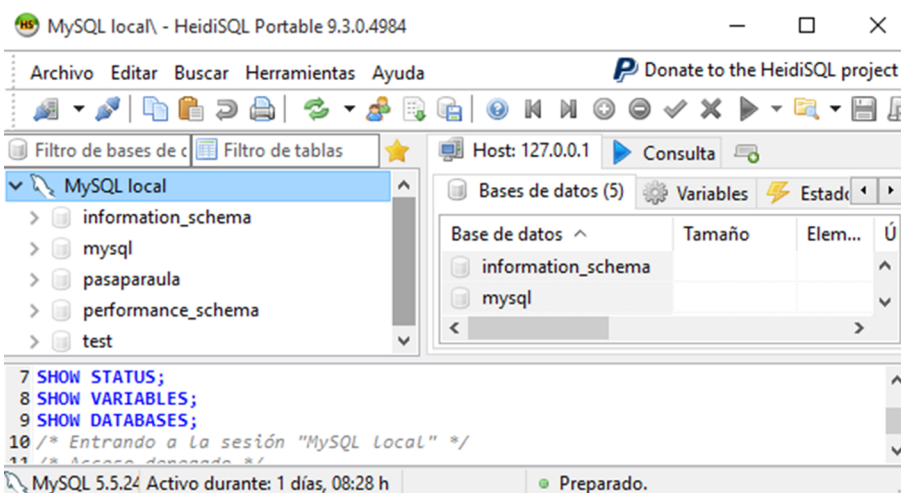 MySQL local\ - HeidiSQL Portable 9.3.0.4984
Archivo Editar Buscar Herramientas Ayuda
Donate to the HeidiSQL project
Filtro de bases de
Filtro de tablas
MySQL local
information_schema
mysql
pasaparaula
performance_schema
test
Host: 127.0.0.1
Consulta
Bases de datos (5)
Variables
Base de datos
Tamaño
Elem...
information_schema
mysql
7 SHOW STATUS;
8 SHOW VARIABLES;
9 SHOW DATABASES;
10 /* Entrando a la sesión "MySQL local" */
11 /* Acceso denegado */
MySQL 5.5.24 Activo durante: 1 días, 08:28 h
Preparado.